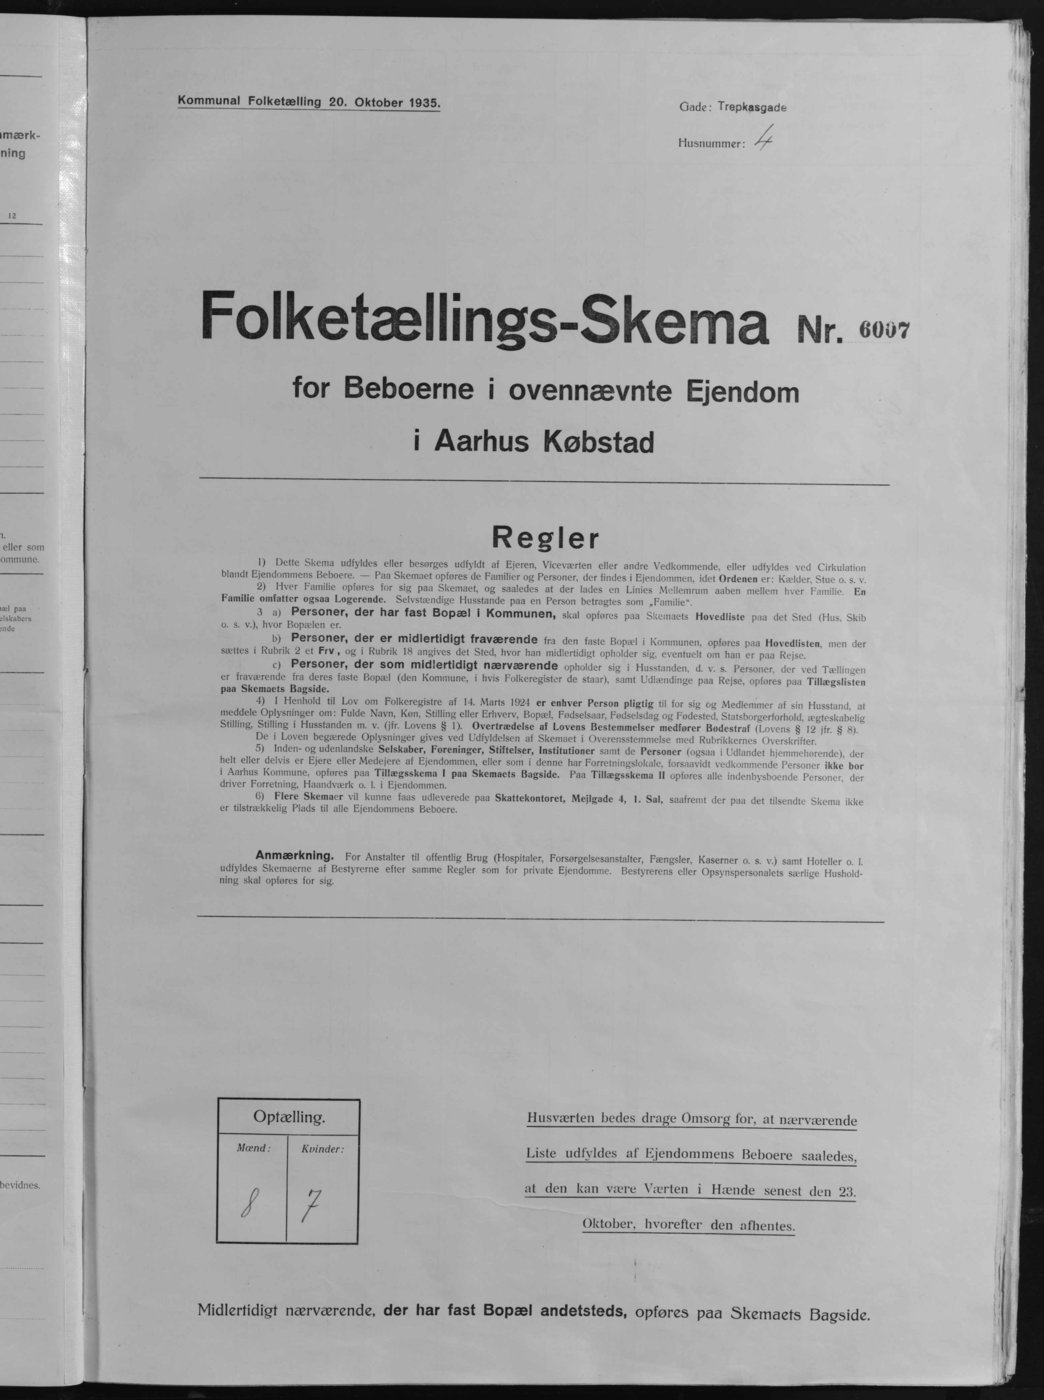 Kommunal Folketælling 20. Oktober 1935.
Gade: Trepkasgade
Husnummer: 4
Folketællings-Skema Nr. 6007
for Beboerne i ovennævnte Ejendom
i Aarhus Købstad
Regler
1) Dette Skema udfyldes eller besørges udfyldt af Ejeren, Viceværten eller andre Vedkommende, eller udfyldes ved Cirkulation
blandt Ejendommens Beboere. — Paa Skemaet opføres de Familier og Personer, der findes i Ejendommen, idet Ordenen er: Kælder, Stue o. s. v.
2) Hver Familie opføres for sig paa Skemaet, og saaledes at der lades en Linies Mellemrum aaben mellem hver Familie. En
Familie omfatter ogsaa Logerende. Selvstændige Husstande paa en Person betragtes som „Familie“.
3 a) Personer, der har fast Bopæl i Kommunen, skal opføres paa Skemaets Hovedliste paa det Sted (Hus, Skib
o. s. v.), hvor Bopælen er.
b) Personer, der er midlertidigt fraværende fra den faste Bopæl i Kommunen, opføres paa Hovedlisten, men der
sættes i Rubrik 2 et Frv, og i Rubrik 18 angives det Sted, hvor han midlertidigt opholder sig, eventuelt om han er paa Rejse.
c) Personer, der som midlertidigt nærværende opholder sig i Husstanden, d. v. s. Personer, der ved Tællingen
er fraværende fra deres faste Bopæl (den Kommune, i hvis Folkeregister de staar), samt Udlændinge paa Rejse, opføres paa Tillægslisten
paa Skemaets Bagside.
4) I Henhold til Lov om Folkeregistre af 14. Marts 1924 er enhver Person pligtig til for sig og Medlemmer af sin Husstand, at
meddele Oplysninger om: Fulde Navn, Køn, Stilling eller Erhverv, Bopæl, Fødselsaar, Fødselsdag og Fødested, Statsborgerforhold, ægteskabelig
Stilling, Stilling i Husstanden m. v. (jfr. Lovens § 1). Overtrædelse af Lovens Bestemmelser medfører Bødestraf (Lovens § 12 jfr. § 8).
De i Loven begærede Oplysninger gives ved Udfyldelsen af Skemaet i Overensstemmelse med Rubrikkernes Overskrifter.
5) Inden- og udenlandske Selskaber, Foreninger, Stiftelser, Institutioner samt de Personer (ogsaa i Udlandet hjemmehørende), der
helt eller delvis er Ejere eller Medejere af Ejendommen, eller som i denne har Forretningslokale, forsaavidt vedkommende Personer ikke bor
i Aarhus Kommune, opføres paa Tillægsskema I paa Skemaets Bagside. Paa Tillægsskema II opføres alle indenbysboende Personer, der
driver Forretning, Haandværk o. l. i Ejendommen.
6) Flere Skemaer vil kunne faas udleverede paa Skattekontoret, Mejlgade 4, 1. Sal, saafremt der paa det tilsendte Skema ikke
er tilstrækkelig Plads til alle Ejendommens Beboere.
Anmærkning. For Anstalter til offentlig Brug (Hospitaler, Forsørgelsesanstalter, Fængsler, Kaserner o. s. v.) samt Hoteller o. l.
udfyldes Skemaerne af Bestyrerne efter samme Regler som for private Ejendomme. Bestyrerens eller Opsynspersonalets særlige Hushold-
ning skal opføres for sig.
Optælling.
Mænd: Kvinder:
8 7
Husværten bedes drage Omsorg for, at nærværende
Liste udfyldes af Ejendommens Beboere saaledes,
at den kan være Værten i Hænde senest den 23.
Oktober, hvorefter den afhentes.
Midlertidigt nærværende, der har fast Bopæl andetsteds, opføres paa Skemaets Bagside.
mærk-
ning
12
eller som
ommune.
æl paa
elskabers
ende
bevidnes.